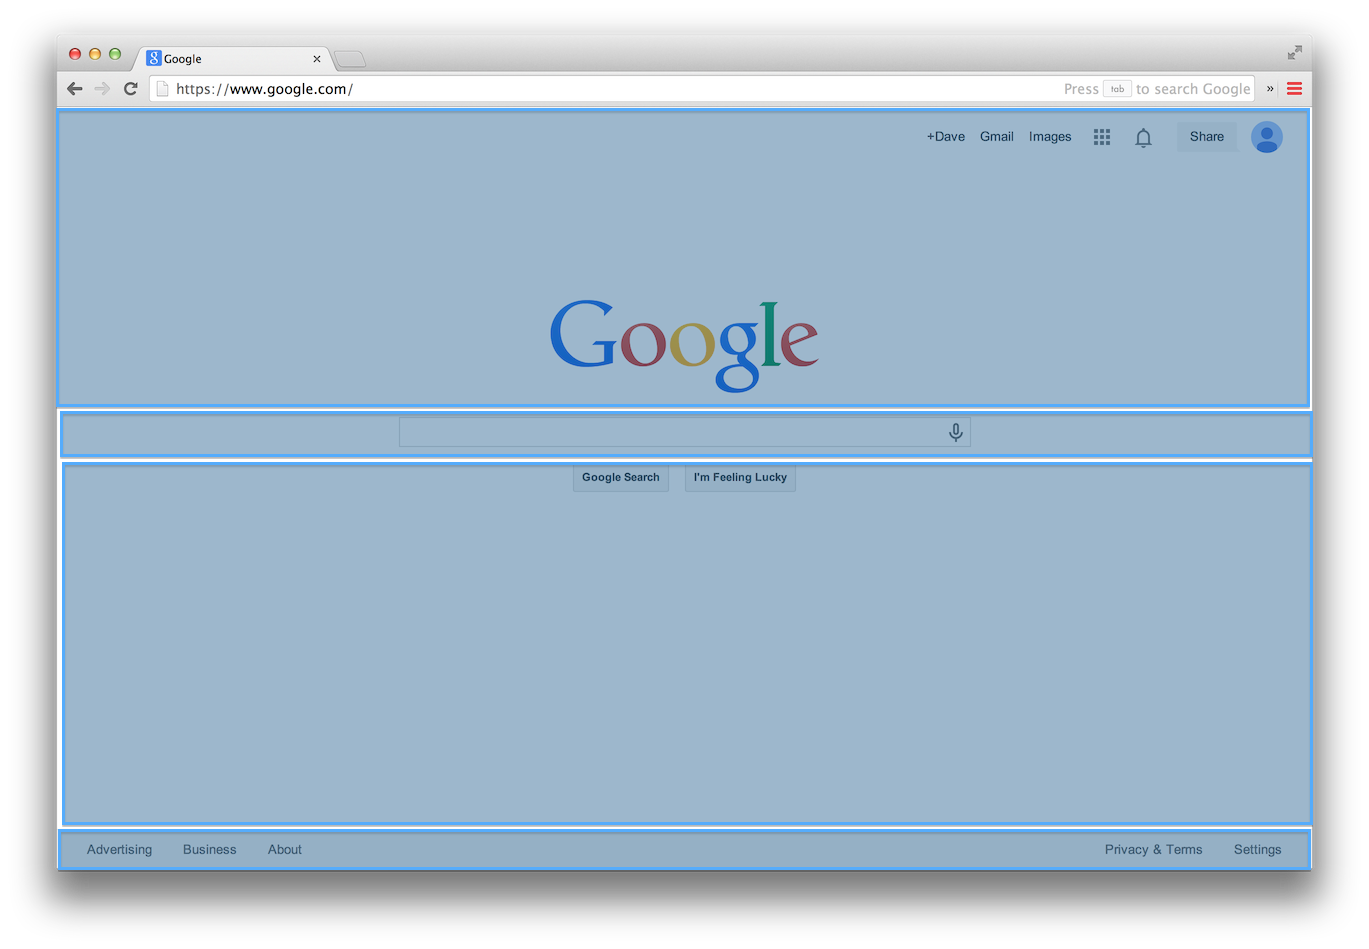 g Google ×
https://www.google.com/ Press tab to search Google »
+Dave Gmail Images Share
Google
Google Search I'm Feeling Lucky
Advertising Business About Privacy & Terms Settings